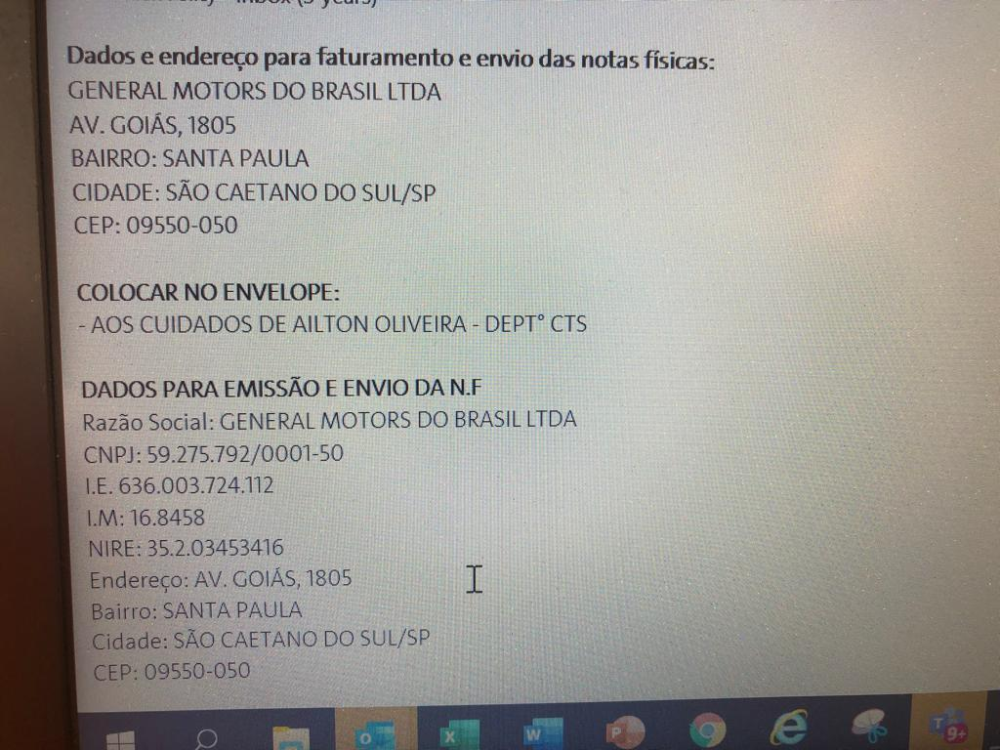 Inbox (5 years)
Dados e endereço para faturamento e envio das notas físicas:
GENERAL MOTORS DO BRASIL LTDA
AV. GOIÁS, 1805
BAIRRO: SANTA PAULA
CIDADE: SÃO CAETANO DO SUL/SP
CEP: 09550-050
COLOCAR NO ENVELOPE:
- AOS CUIDADOS DE AILTON OLIVEIRA - DEPT° CTS
DADOS PARA EMISSÃO E ENVIO DA N.F
Razão Social: GENERAL MOTORS DO BRASIL LTDA
CNPJ: 59.275.792/0001-50
I.E. 636.003.724.112
I.M: 16.8458
NIRE: 35.2.03453416
Endereço: AV. GOIÁS, 1805
Bairro: SANTA PAULA
Cidade: SÃO CAETANO DO SUL/SP
CEP: 09550-050
O X W P T 9+